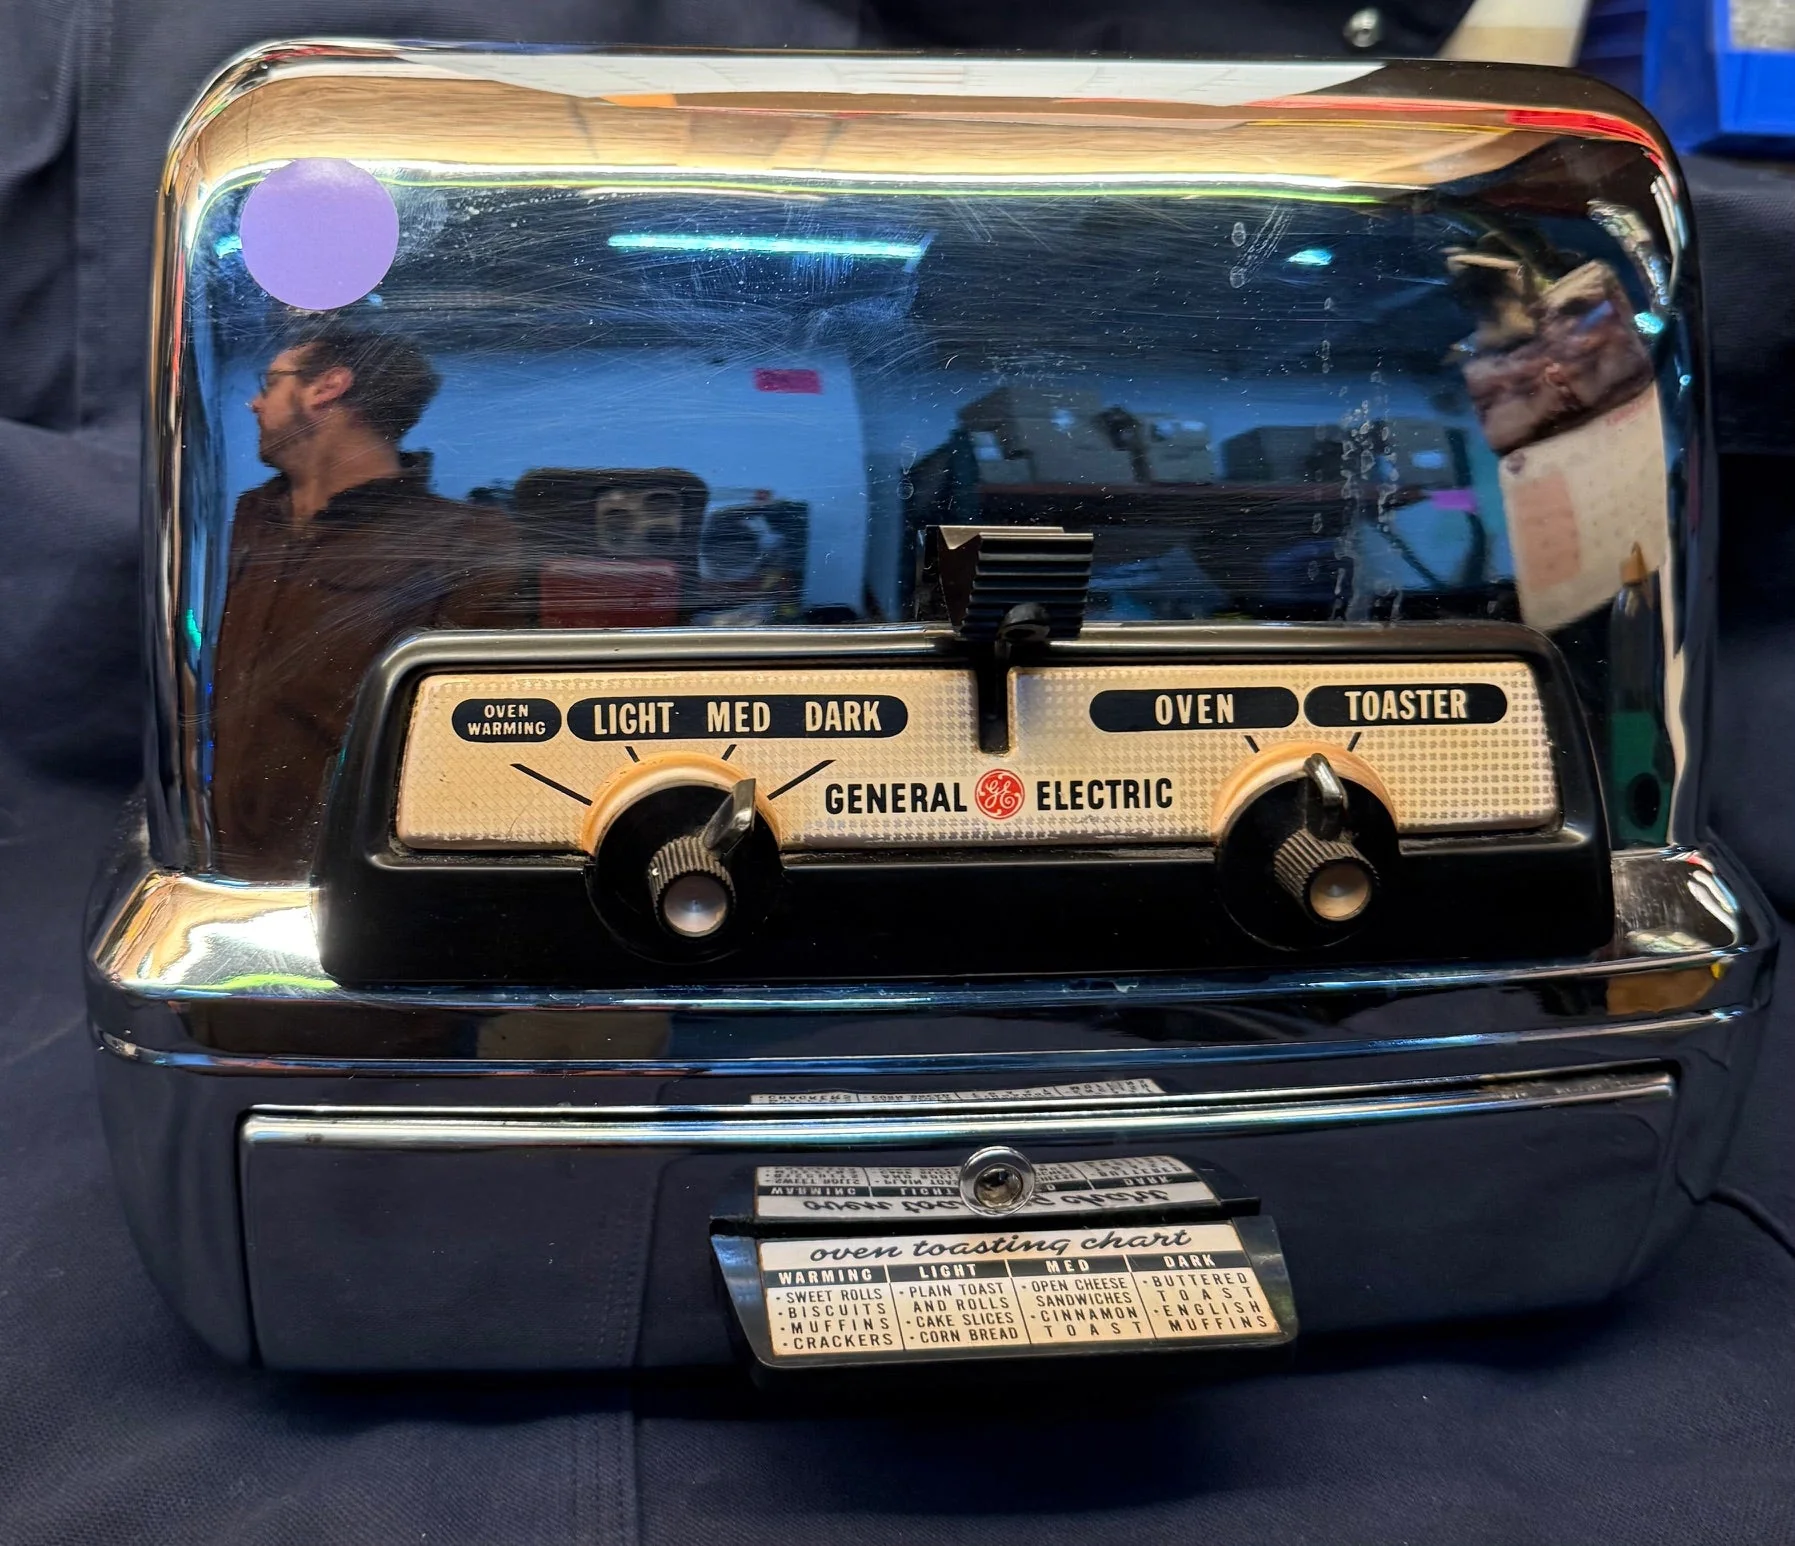 OVEN
WARMING
LIGHT MED DARK
OVEN
TOASTER
GENERAL GE ELECTRIC
oven toasting chart
WARMING
• SWEET ROLLS
• BISCUITS
• MUFFINS
• CRACKERS
LIGHT
• PLAIN TOAST
AND ROLLS
• CAKE SLICES
• CORN BREAD
MED
• OPEN CHEESE
SANDWICHES
• CINNAMON
TOAST
DARK
• BUTTERED
TOAST
• ENGLISH
MUFFINS